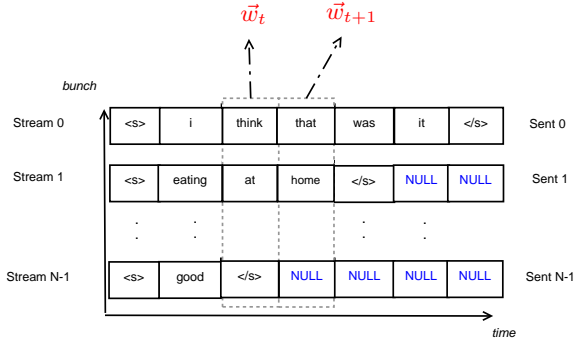 w⃗_t w⃗_{t+1}
bunch
Stream 0 <s> i think that was it </s> Sent 0
Stream 1 <s> eating at home </s> NULL NULL Sent 1
. . . .
. . . .
Stream N-1 <s> good </s> NULL NULL NULL NULL Sent N-1
time